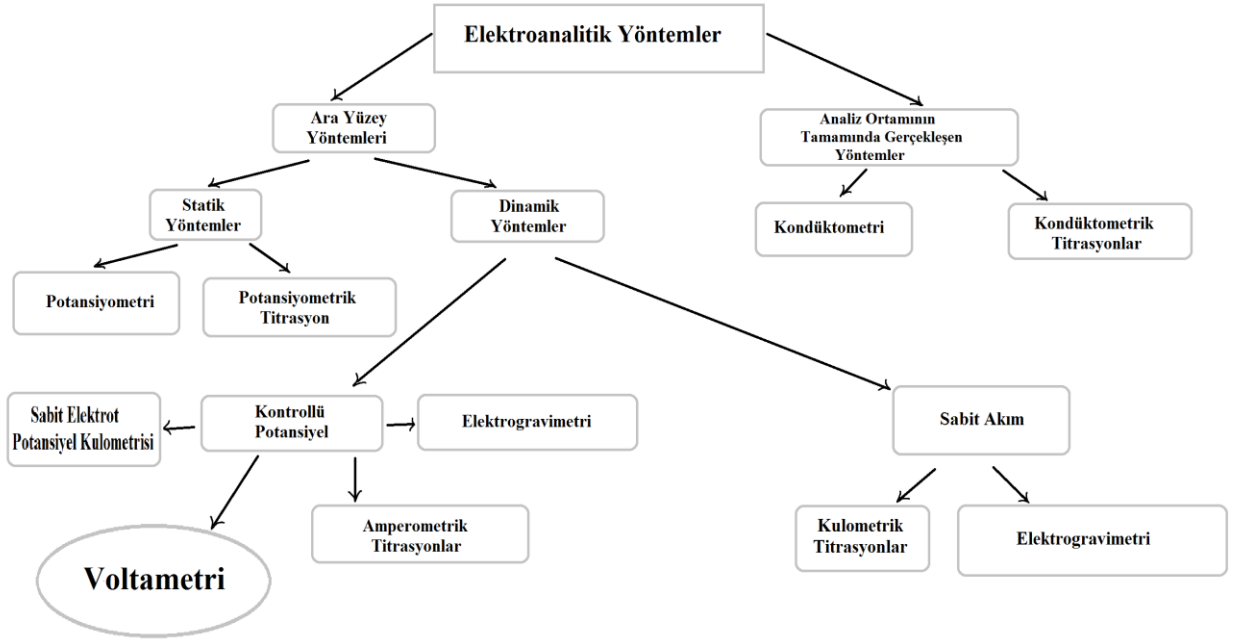 Elektroanalitik Yöntemler
Ara Yüzey
Yöntemleri
Analiz Ortamının
Tamamında Gerçekleşen
Yöntemler
Statik
Yöntemler
Dinamik
Yöntemler
Kondüktometri
Kondüktometrik
Titrasyonlar
Potansiyometri
Potansiyometrik
Titrasyon
Sabit Elektrot
Potansiyel Kulometrisi
Kontrollü
Potansiyel
Elektrogravimetri
Sabit Akım
Voltametri
Amperometrik
Titrasyonlar
Kulometrik
Titrasyonlar
Elektrogravimetri